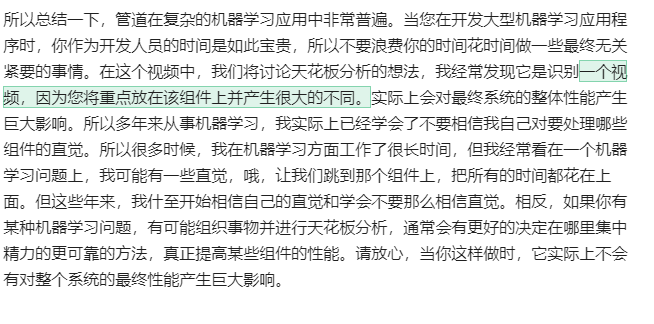 所以总结一下，管道在复杂的机器学习应用中非常普遍。当您在开发大型机器学习应用程
序时，你作为开发人员的时间是如此宝贵，所以不要浪费你的时间花时间做一些最终无关
紧要的事情。在这个视频中，我们将讨论天花板分析的想法，我经常发现它是识别一个视
频，因为您将重点放在该组件上并产生很大的不同。实际上会对最终系统的整体性能产生
巨大影响。所以多年来从事机器学习，我实际上已经学会了不要相信我自己对要处理哪些
组件的直觉。所以很多时候，我在机器学习方面工作了很长时间，但我经常看在一个机器
学习问题上，我可能有一些直觉，哦，让我们跳到那个组件上，把所有的时间都花在上
面。但这些年来，我什至开始相信自己的直觉和学会不要那么相信直觉。相反，如果你有
某种机器学习问题，有可能组织事物并进行天花板分析，通常会有更好的决定在哪里集中
精力的更可靠的方法，真正提高某些组件的性能。请放心，当你这样做时，它实际上不会
有对整个系统的最终性能产生巨大影响。